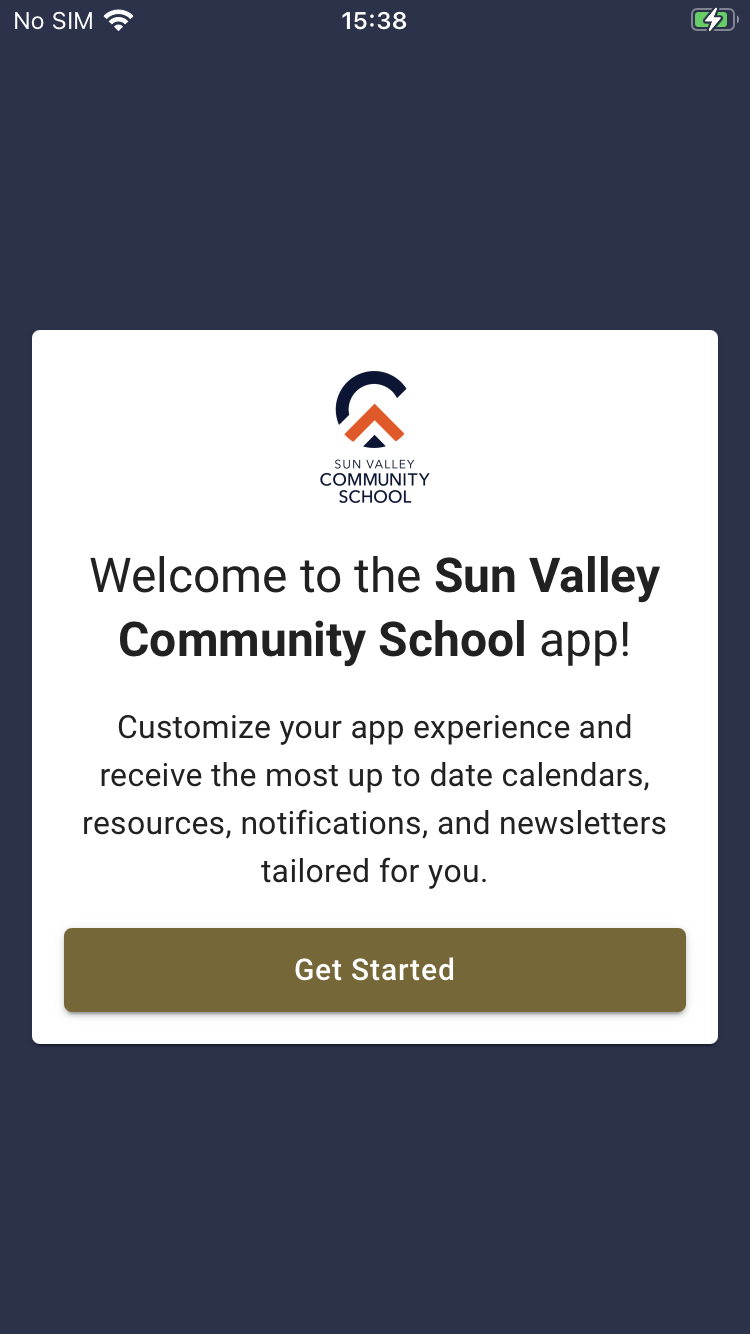 No SIM 15:38
SUN VALLEY
COMMUNITY
SCHOOL
Welcome to the Sun Valley
Community School app!
Customize your app experience and
receive the most up to date calendars,
resources, notifications, and newsletters
tailored for you.
Get Started